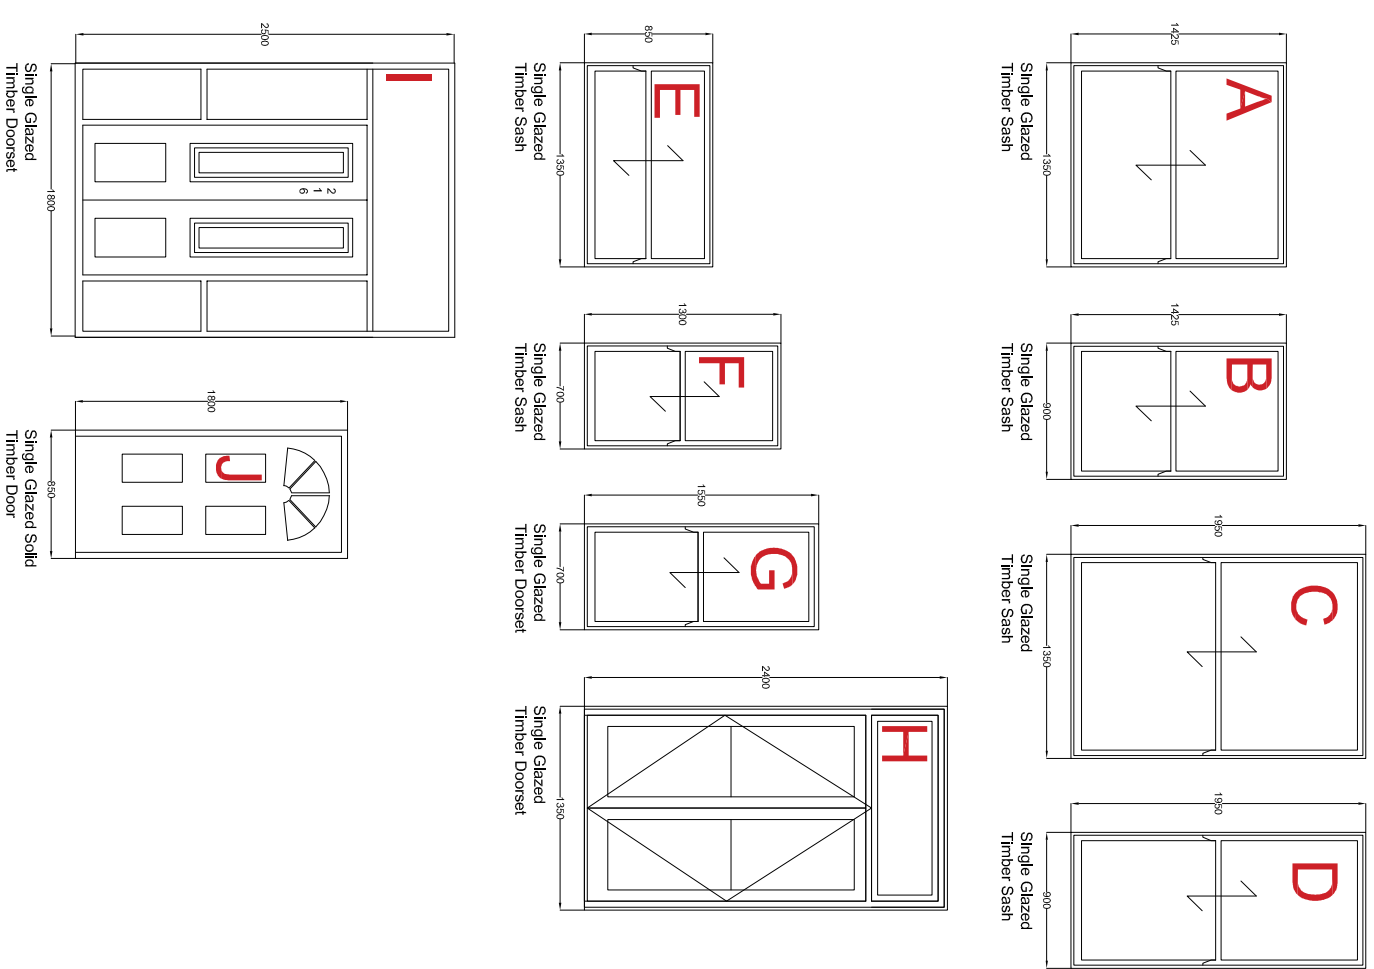 A
1425
1350
SIngle Glazed
Timber Sash
B
1425
900
SIngle Glazed
Timber Sash
C
1950
1350
SIngle Glazed
Timber Sash
D
1950
900
SIngle Glazed
Timber Sash
E
850
1350
Single Glazed
Timber Sash
F
1300
700
Single Glazed
Timber Sash
G
1550
700
Single Glazed
Timber Doorset
H
2400
1350
Single Glazed
Timber Doorset
I
2500
2
1
6
1800
Single Glazed
Timber Doorset
J
1800
850
Single Glazed Solid
Timber Door